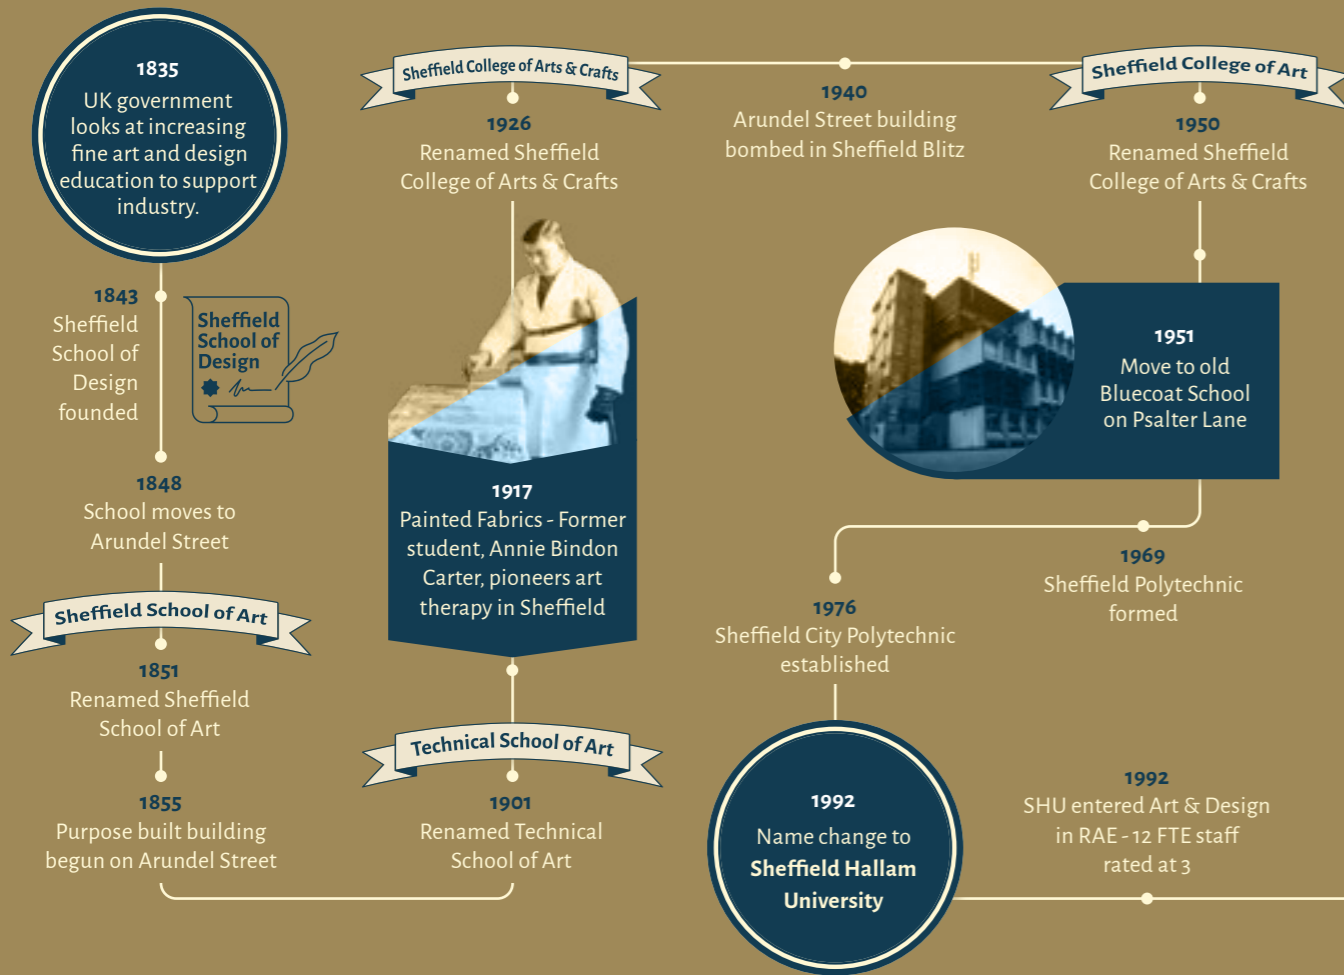 1835
UK government
looks at increasing
fine art and design
education to support
industry.
1843
Sheffield
School of
Design
founded
Sheffield
School of
Design
1848
School moves to
Arundel Street
Sheffield School of Art
1851
Renamed Sheffield
School of Art
1855
Purpose built building
begun on Arundel Street
Technical School of Art
1901
Renamed Technical
School of Art
1917
Painted Fabrics - Former
student, Annie Bindon
Carter, pioneers art
therapy in Sheffield
Sheffield College of Arts & Crafts
1926
Renamed Sheffield
College of Arts & Crafts
1940
Arundel Street building
bombed in Sheffield Blitz
Sheffield College of Art
1950
Renamed Sheffield
College of Arts & Crafts
1951
Move to old
Bluecoat School
on Psalter Lane
1969
Sheffield Polytechnic
formed
1976
Sheffield City Polytechnic
established
1992
Name change to
Sheffield Hallam
University
1992
SHU entered Art & Design
in RAE - 12 FTE staff
rated at 3